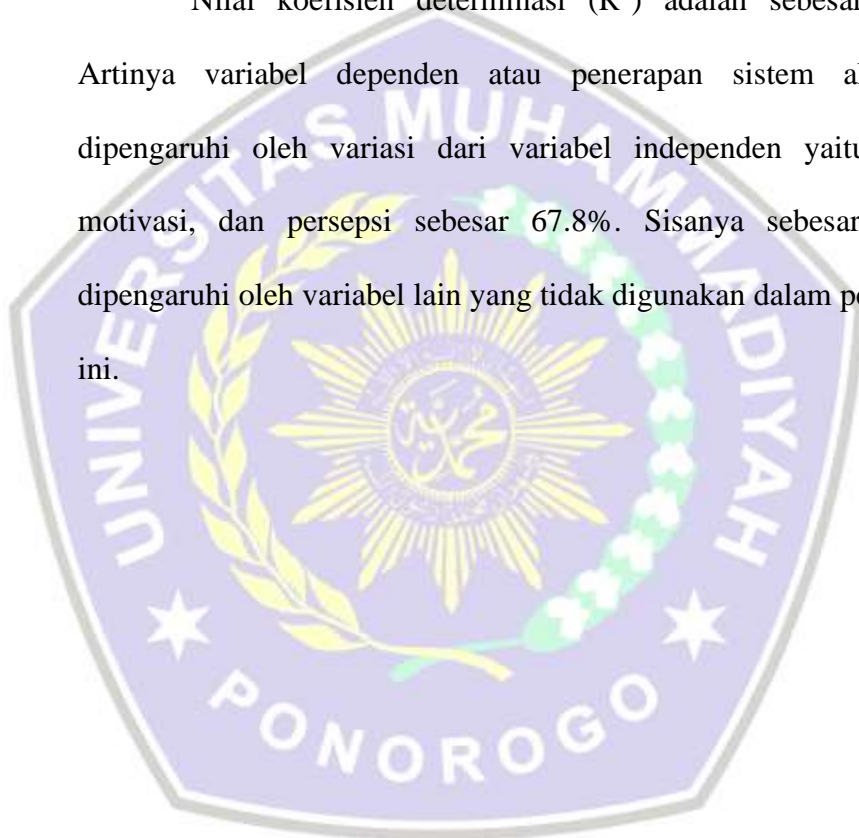 Nilai koefisien determinasi (R ) adalah sebesar
Artinya variabel dependen atau penerapan sistem
dipengaruhi oleh variasi dari variabel independen yaitu
motivasi, dan persepsi sebesar 67.8%. Sisanya sebesar
dipengaruhi oleh variabel lain yang tidak digunakan dalam
ini.
UNIVERSITAS MUHAMMADIYAH
PONOROGO